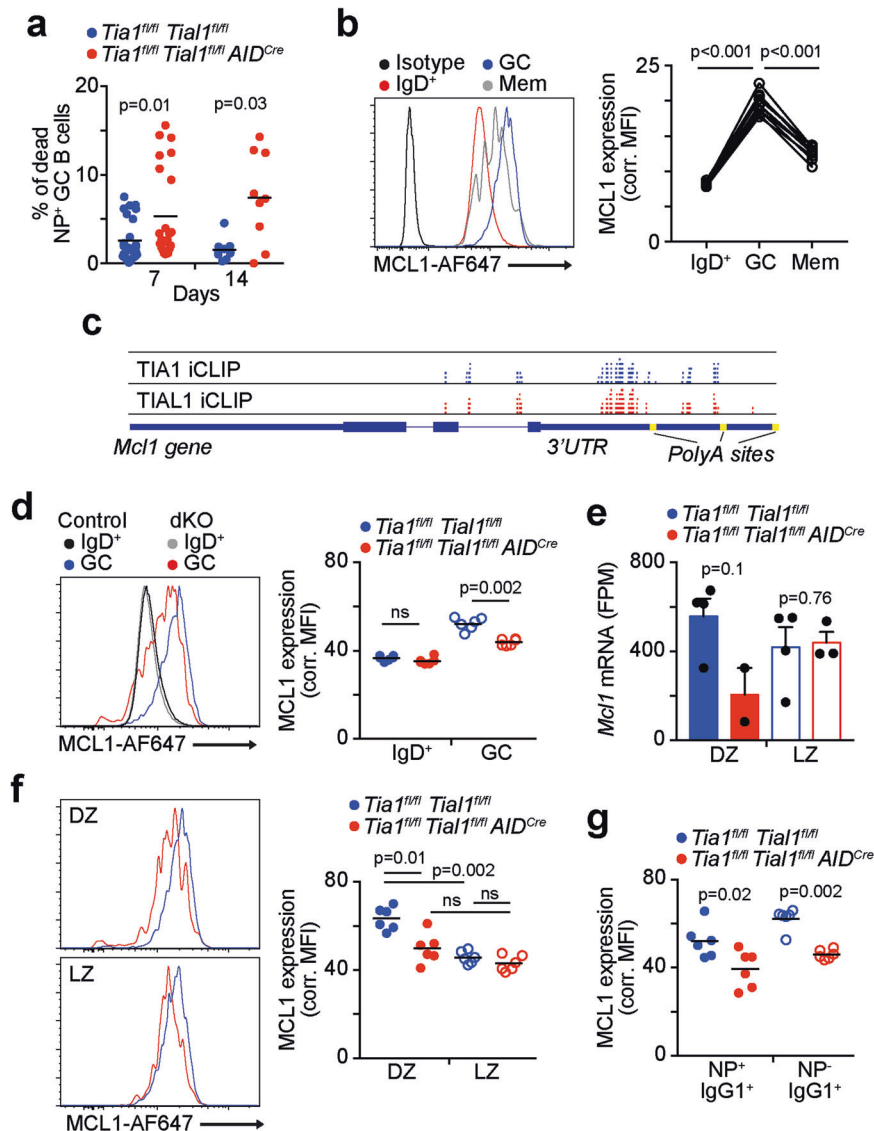 a
Tia1fl/fl Tial1fl/fl
Tia1fl/fl Tial1fl/fl AIDCre
% of dead
NP+ GC B cells
20
10
0
p=0.01
p=0.03
7
14
Days
b
Isotype
GC
IgD+
Mem
MCL1-AF647
p<0.001
p<0.001
MCL1 expression
(corr. MFI)
25
0
IgD+
GC
Mem
c
TIA1 iCLIP
TIAL1 iCLIP
Mcl1 gene
3'UTR
PolyA sites
d
Control
dKO
IgD+
IgD+
GC
GC
MCL1-AF647
Tia1fl/fl Tial1fl/fl
Tia1fl/fl Tial1fl/fl AIDCre
MCL1 expression
(corr. MFI)
80
40
0
ns
p=0.002
IgD+
GC
e
Tia1fl/fl Tial1fl/fl
Tia1fl/fl Tial1fl/fl AIDCre
Mcl1 mRNA (FPM)
800
400
0
p=0.1
p=0.76
DZ
LZ
f
DZ
LZ
MCL1-AF647
Tia1fl/fl Tial1fl/fl
Tia1fl/fl Tial1fl/fl AIDCre
MCL1 expression
(corr. MFI)
80
40
0
p=0.01
p=0.002
ns
ns
DZ
LZ
g
Tia1fl/fl Tial1fl/fl
Tia1fl/fl Tial1fl/fl AIDCre
MCL1 expression
(corr. MFI)
80
40
0
p=0.02
p=0.002
NP+
IgG1+
NP-
IgG1+